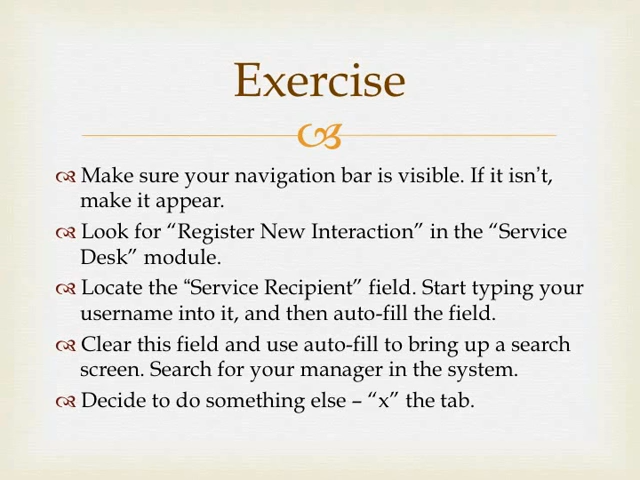 Exercise
Make sure your navigation bar is visible. If it isn’t,
make it appear.
Look for “Register New Interaction” in the “Service
Desk” module.
Locate the “Service Recipient” field. Start typing your
username into it, and then auto-fill the field.
Clear this field and use auto-fill to bring up a search
screen. Search for your manager in the system.
Decide to do something else – “x” the tab.